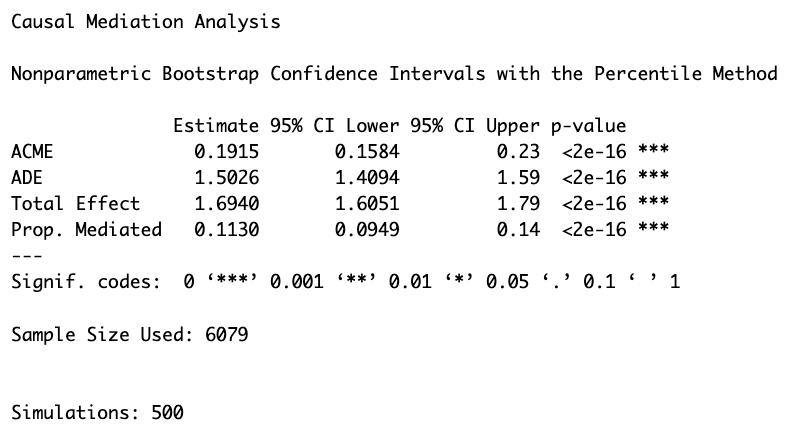 Causal Mediation Analysis
Nonparametric Bootstrap Confidence Intervals with the Percentile Method
Estimate 95% CI Lower 95% CI Upper p-value
ACME 0.1915 0.1584 0.23 <2e-16 ***
ADE 1.5026 1.4094 1.59 <2e-16 ***
Total Effect 1.6940 1.6051 1.79 <2e-16 ***
Prop. Mediated 0.1130 0.0949 0.14 <2e-16 ***
---
Signif. codes: 0 ‘***’ 0.001 ‘**’ 0.01 ‘*’ 0.05 ‘.’ 0.1 ‘ ’ 1
Sample Size Used: 6079
Simulations: 500